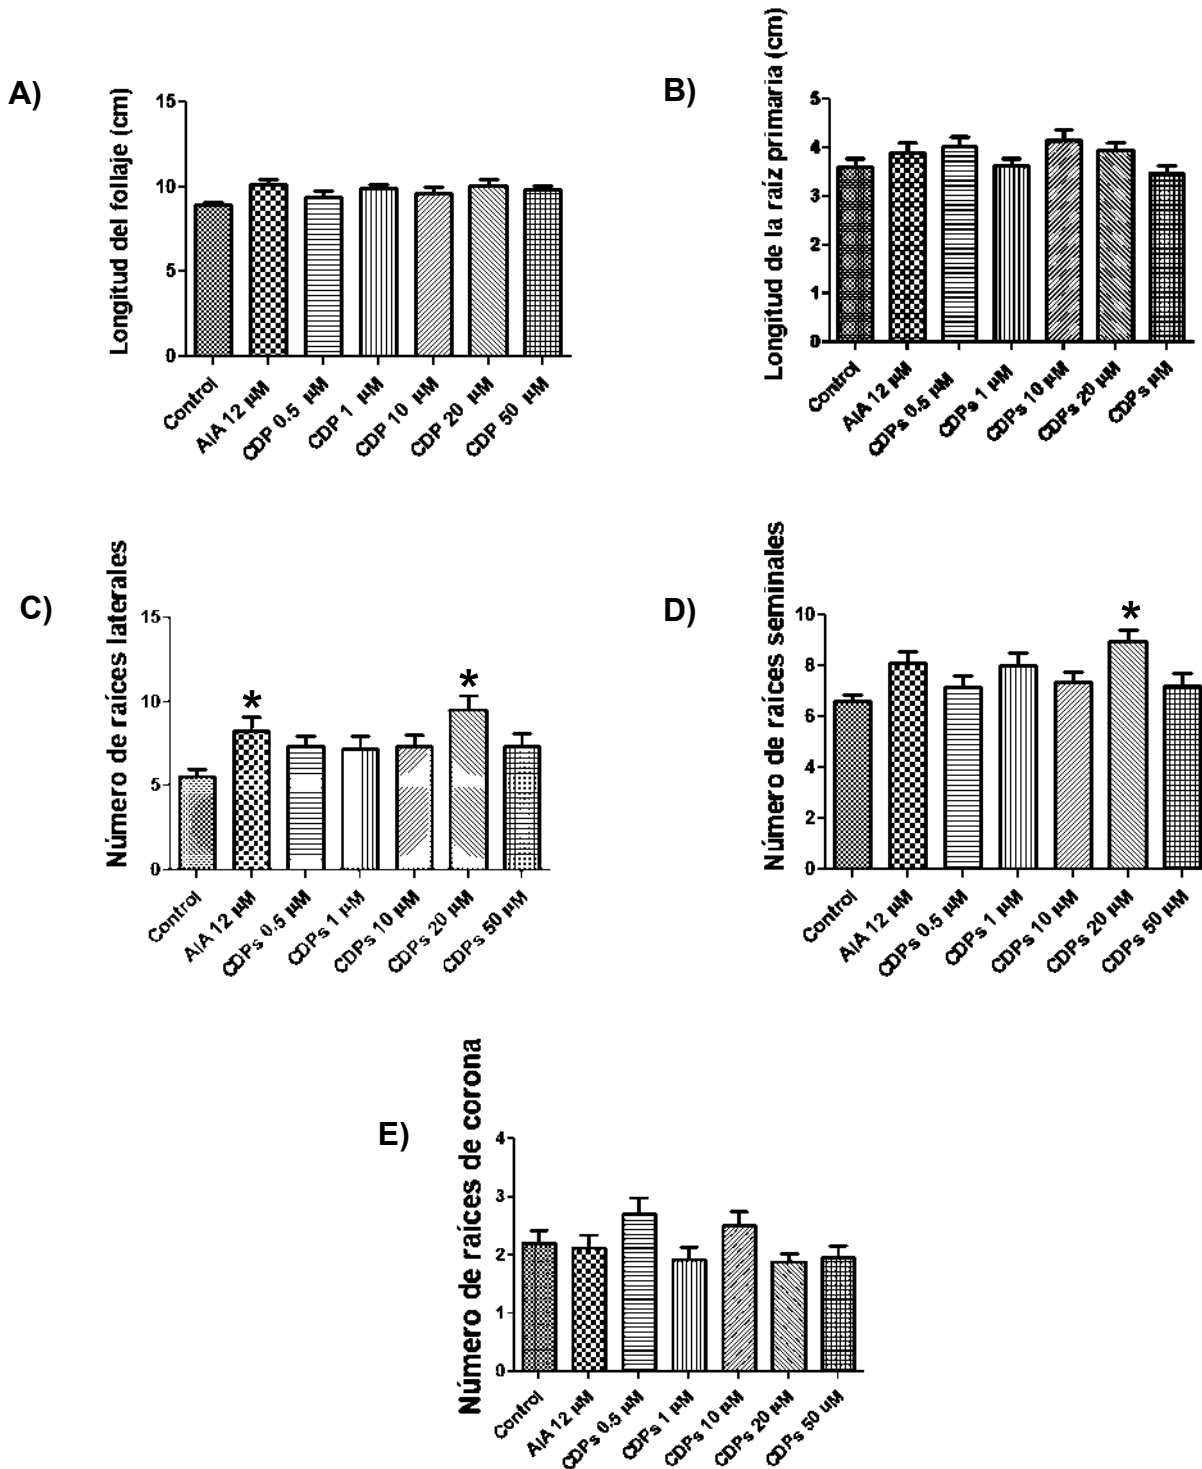 A)
Longitud del follaje (cm)
15
10
5
0
Control
AIA 12 µM
CDP 0.5 µM
CDP 1 µM
CDP 10 µM
CDP 20 µM
CDP 50 µM
B)
Longitud de la raíz primaria (cm)
5
4
3
2
1
0
Control
AIA 12 µM
CDPs 0.5 µM
CDPs 1 µM
CDPs 10 µM
CDPs 20 µM
CDPs µM
C)
Número de raíces laterales
15
10
5
0
*
*
Control
AIA 12 µM
CDPs 0.5 µM
CDPs 1 µM
CDPs 10 µM
CDPs 20 µM
CDPs 50 µM
D)
Número de raíces seminales
10
8
6
4
2
0
*
Control
AIA 12 µM
CDPs 0.5 µM
CDPs 1 µM
CDPs 10 µM
CDPs 20 µM
CDPs 50 µM
E)
Número de raíces de corona
4
3
2
1
0
Control
AIA 12 µM
CDPs 0.5 µM
CDPs 1 µM
CDPs 10 µM
CDPs 20 µM
CDPs 50 uM